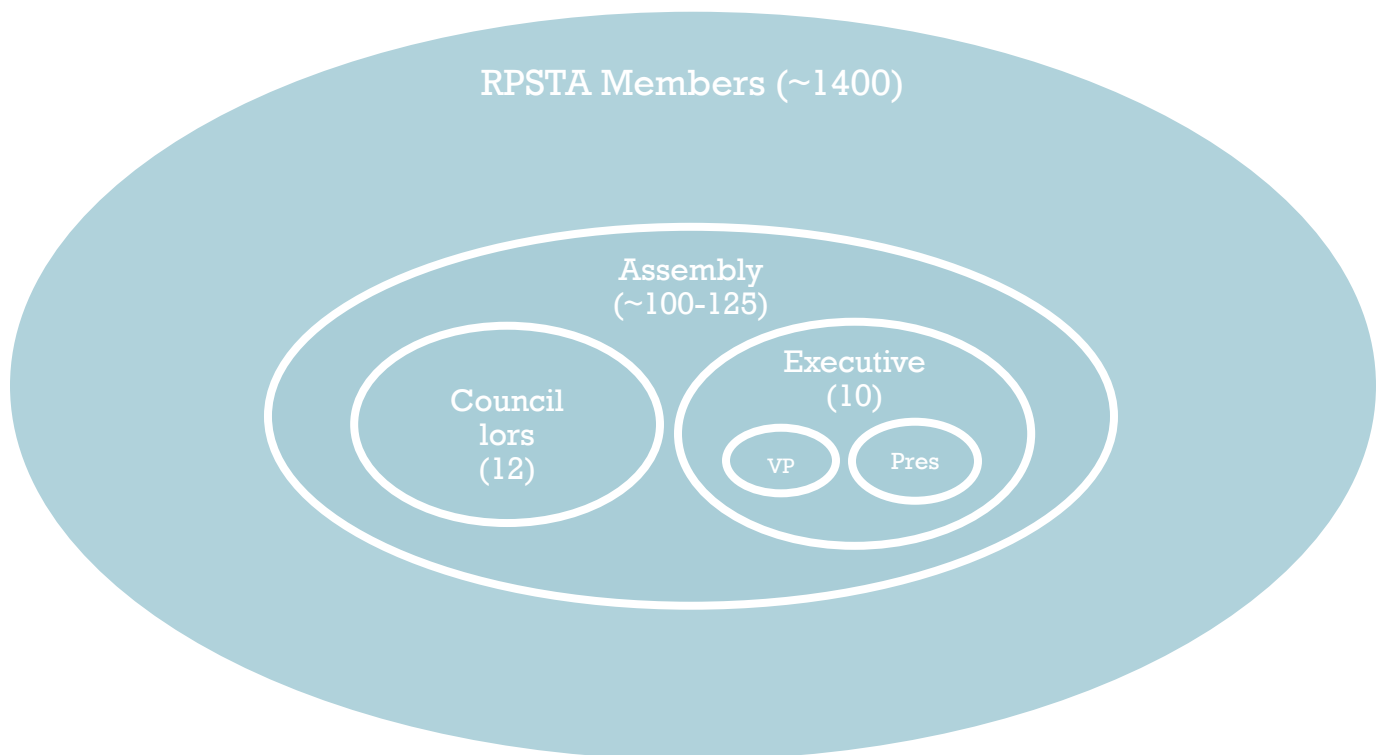 RPSTA Members (~1400)
Assembly
(~100-125)
Executive
(10)
Council
lors
(12)
VP
Pres